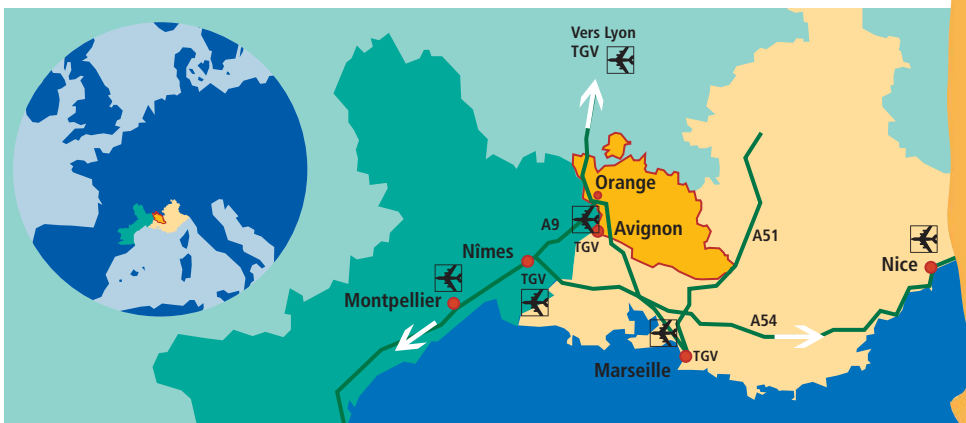 Vers Lyon
TGV
Orange
A9
Avignon
TGV
A51
Nîmes
TGV
Nice
Montpellier
A54
TGV
Marseille